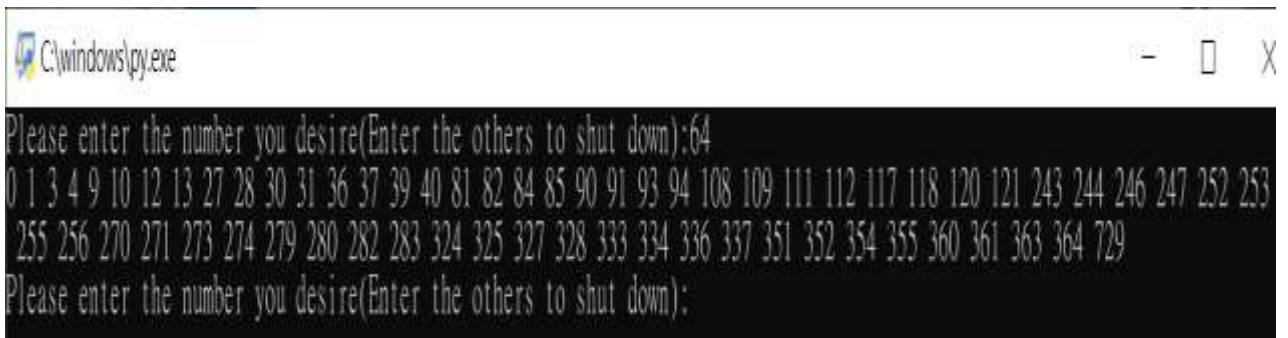 C:\windows\py.exe
Please enter the number you desire(Enter the others to shut down):64
0 1 3 4 9 10 12 13 27 28 30 31 36 37 39 40 81 82 84 85 90 91 93 94 108 109 111 112 117 118 120 121 243 244 246 247 252 253
255 256 270 271 273 274 279 280 282 283 324 325 327 328 333 334 336 337 351 352 354 355 360 361 363 364 729
Please enter the number you desire(Enter the others to shut down):